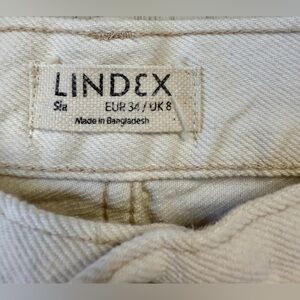 LINDEX
Sia EUR 34 / UK 8
Made in Bangladesh